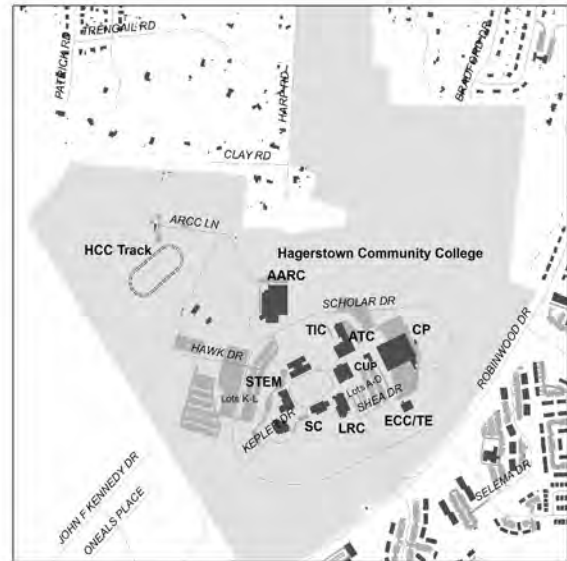 TRENGAIL RD
PATRICH RD
HARP RD
BRADFORD DR
CLAY RD
ARCC LN
HCC Track
Hagerstown Community College
AARC
SCHOLAR DR
TIC
ATC
CP
HAWK DR
CUP
STEM
Lots A-D
Lots K-L
SHEA DR
ROBINWOOD DR
KEPLER DR
SC
LRC
ECC/TE
SELEMA DR
JOHN F KENNEDY DR
ONEALS PLACE